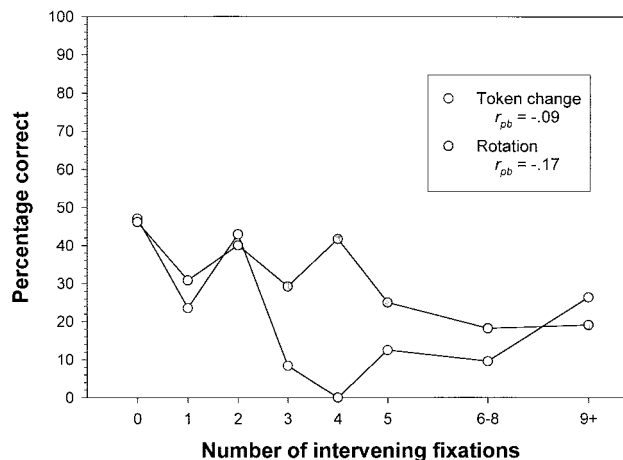 100
90
80
70
60
50
40
30
20
10
0
Percentage correct
Token change
r_pb = -.09
Rotation
r_pb = -.17
0 1 2 3 4 5 6-8 9+
Number of intervening fixations